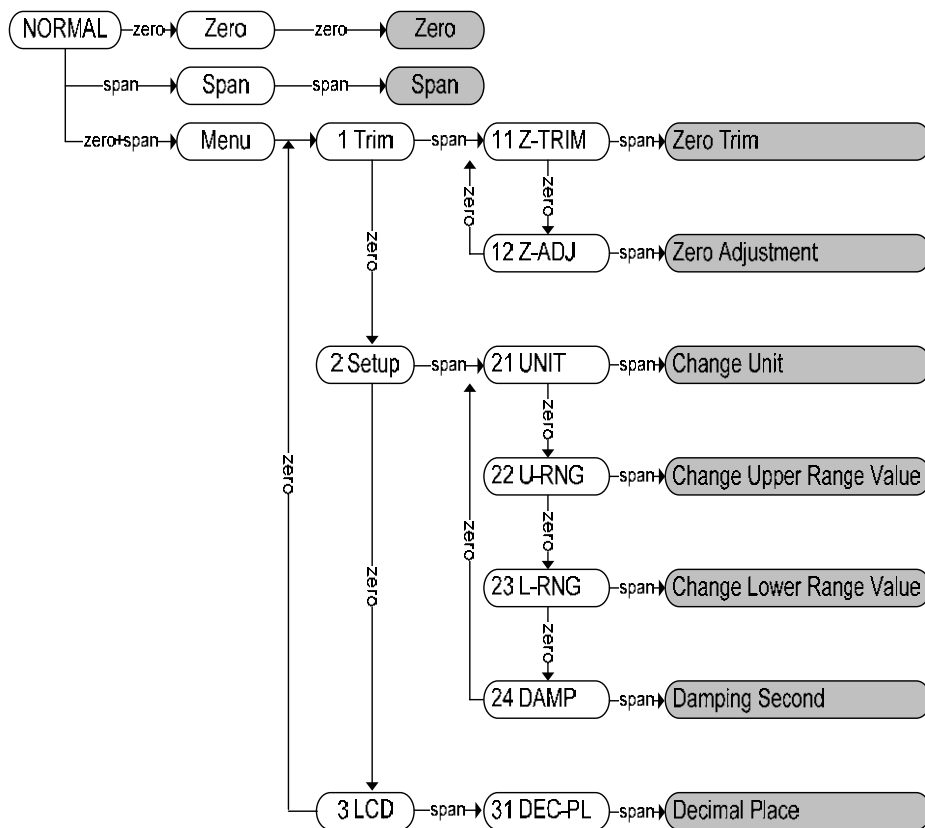 NORMAL zero Zero zero Zero
span Span span Span
zero+span Menu 1 Trim span 11 Z-TRIM span Zero Trim
zero zero
zero
12 Z-ADJ span Zero Adjustment
2 Setup span 21 UNIT span Change Unit
zero
22 U-RNG span Change Upper Range Value
zero
zero zero
zero
23 L-RNG span Change Lower Range Value
zero
24 DAMP span Damping Second
3 LCD span 31 DEC-PL span Decimal Place